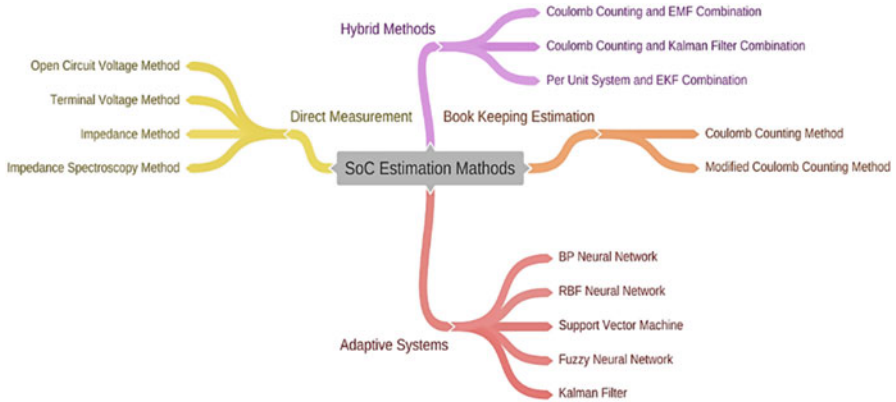 Hybrid Methods
Coulomb Counting and EMF Combination
Coulomb Counting and Kalman Filter Combination
Per Unit System and EKF Combination
Open Circuit Voltage Method
Terminal Voltage Method
Impedance Method
Impedance Spectroscopy Method
Direct Measurement
Book Keeping Estimation
Coulomb Counting Method
Modified Coulomb Counting Method
SoC Estimation Mathods
Adaptive Systems
BP Neural Network
RBF Neural Network
Support Vector Machine
Fuzzy Neural Network
Kalman Filter